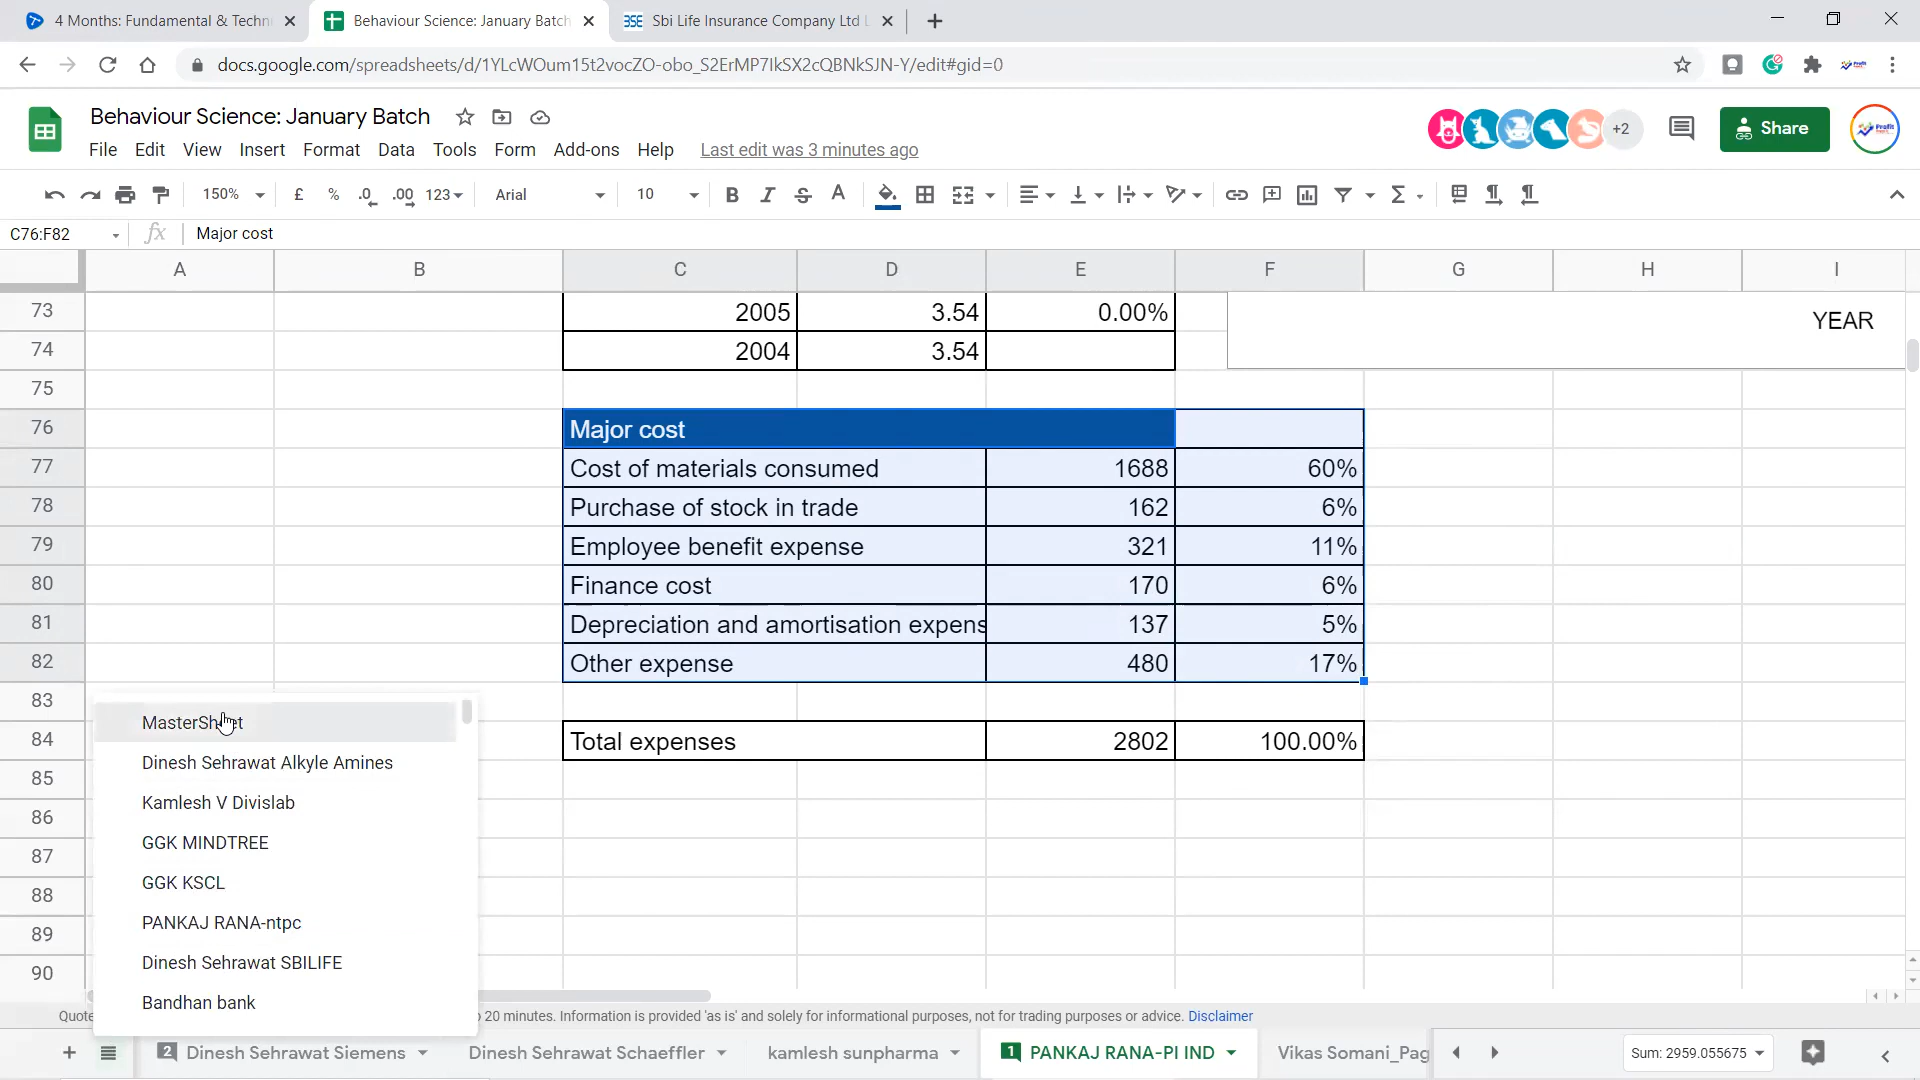 4 Months: Fundamental & Techni
Behaviour Science: January Batch
Sbi Life Insurance Company Ltd L
docs.google.com/spreadsheets/d/1YLcWOum15t2vocZO-obo_S2ErMP7IkSX2cQBNkSJN-Y/edit#gid=0
Behaviour Science: January Batch
+2
Share
File Edit View Insert Format Data Tools Form Add-ons Help Last edit was 3 minutes ago
150% £ % .0 .00 123 Arial 10
C76:F82 fx Major cost
A B C D E F G H I
73 2005 3.54 0.00% YEAR
74 2004 3.54
75
76 Major cost
77 Cost of materials consumed 1688 60%
78 Purchase of stock in trade 162 6%
79 Employee benefit expense 321 11%
80 Finance cost 170 6%
81 Depreciation and amortisation expens 137 5%
82 Other expense 480 17%
83
84 Total expenses 2802 100.00%
85
86
87
88
89
90
MasterSheet
Dinesh Sehrawat Alkyle Amines
Kamlesh V Divislab
GGK MINDTREE
GGK KSCL
PANKAJ RANA-ntpc
Dinesh Sehrawat SBILIFE
Bandhan bank
Quote
o 20 minutes. Information is provided 'as is' and solely for informational purposes, not for trading purposes or advice. Disclaimer
2 Dinesh Sehrawat Siemens Dinesh Sehrawat Schaeffler kamlesh sunpharma 1 PANKAJ RANA-PI IND Vikas Somani_Pag Sum: 2959.055675